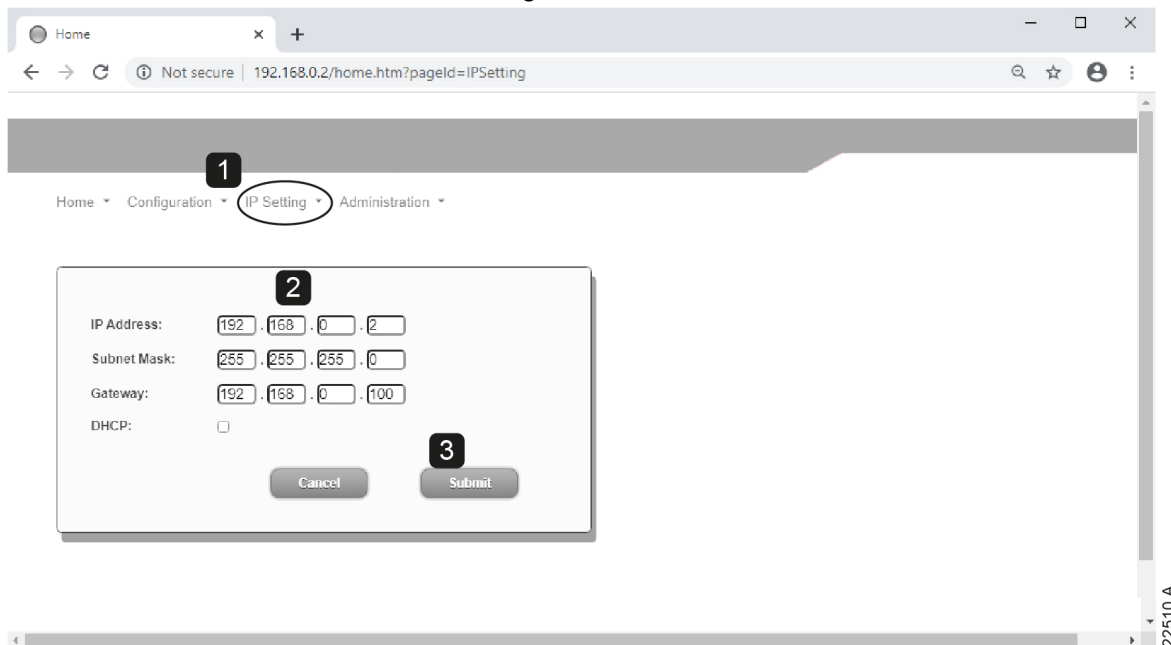 Home
Not secure | 192.168.0.2/home.htm?pageId=IPSetting
1
Home Configuration IP Setting Administration
2
IP Address: 192 . 168 . 0 . 2
Subnet Mask: 255 . 255 . 255 . 0
Gateway: 192 . 168 . 0 . 100
DHCP:
3
Cancel Submit
22510 A